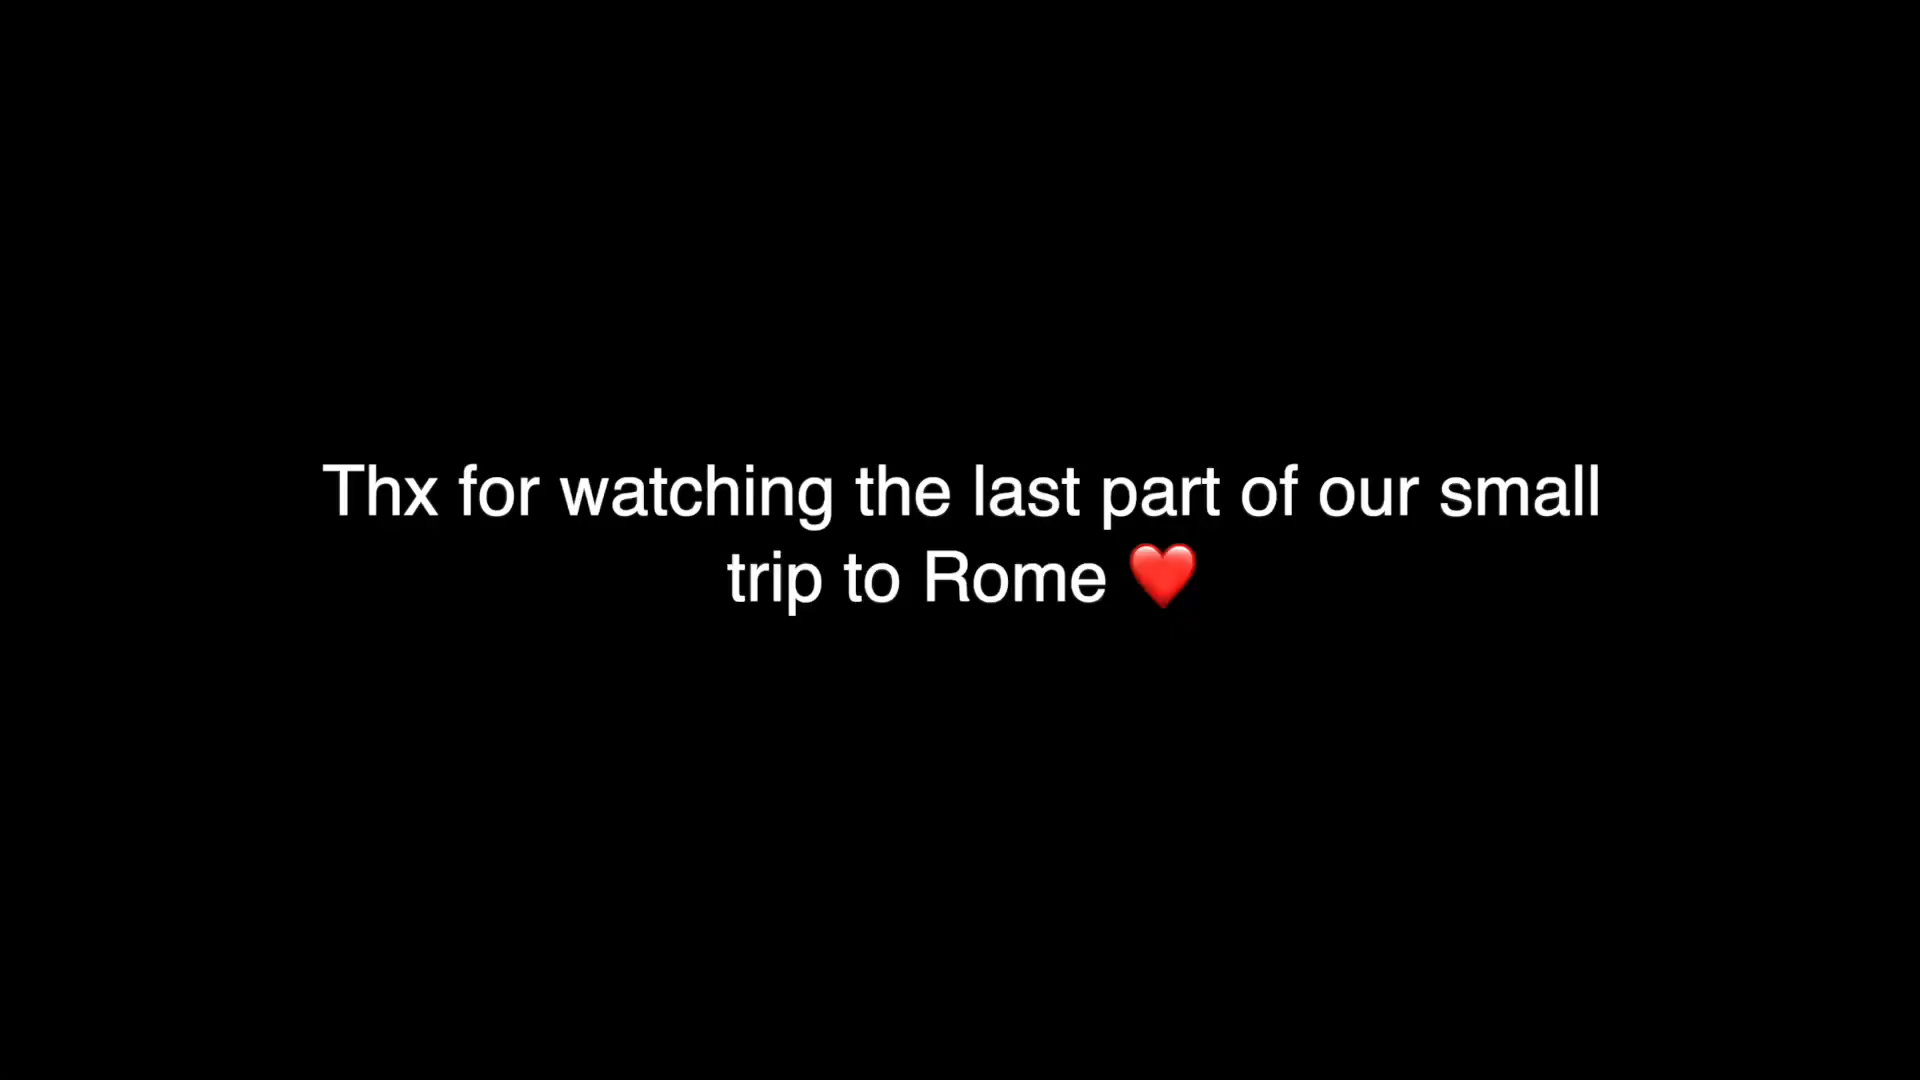 Thx for watching the last part of our small
trip to Rome ❤️